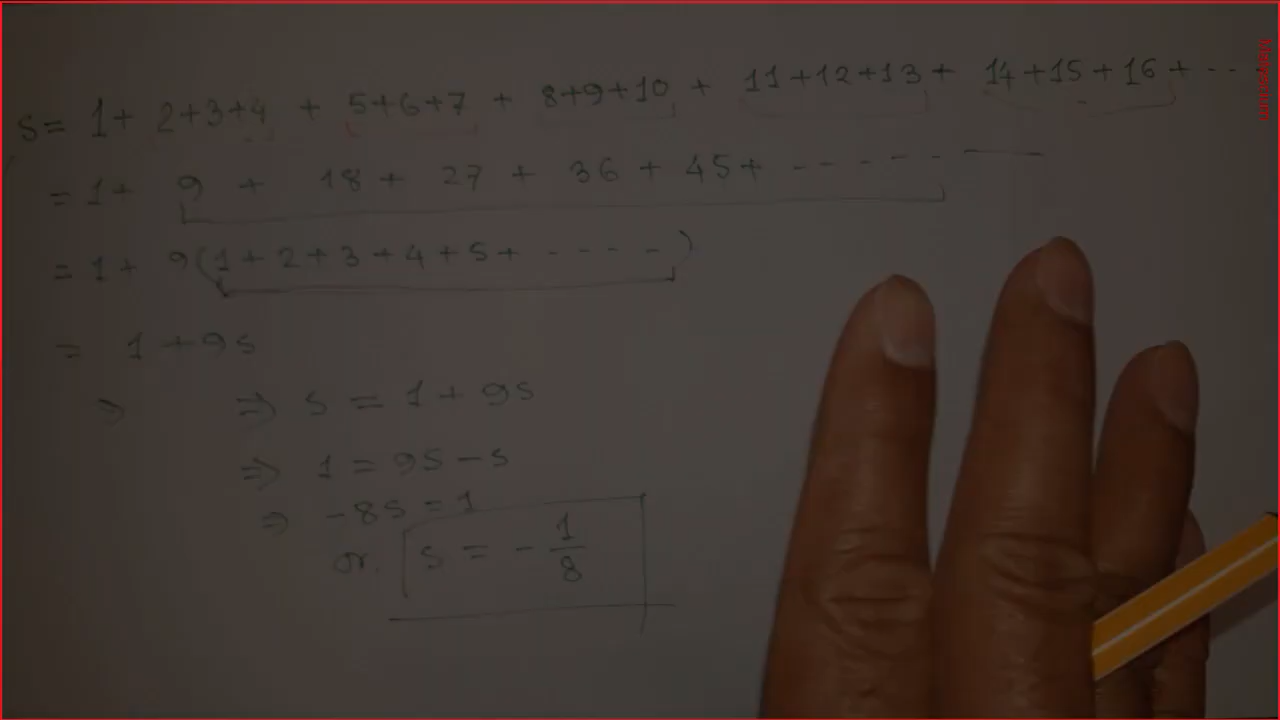 S = 1 + 2+3+4 + 5+6+7 + 8+9+10 + 11+12+13 + 14+15+16 + ---
= 1 + 9 + 18 + 27 + 36 + 45 + ------
= 1 + 9(1+2+3+4+5+ ----)
= 1 + 9s
⇒ ⇒ s = 1 + 9s
⇒ 1 = 9s - s
⇒ -8s = 1
or s = - 1/8